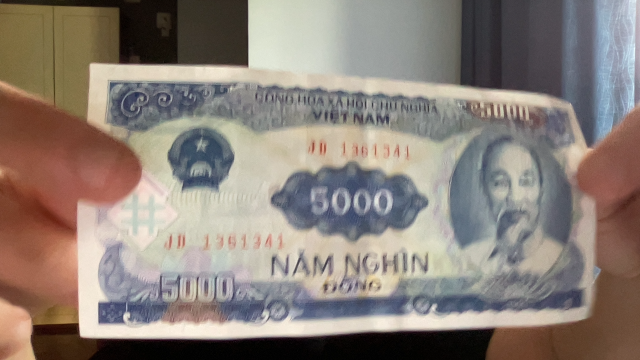 CỘNG HÒA XÃ HỘI CHỦ NGHĨA
VIỆT NAM
5000
JD 1361341
5000
JD 1361341
NĂM NGHÌN
ĐỒNG
5000